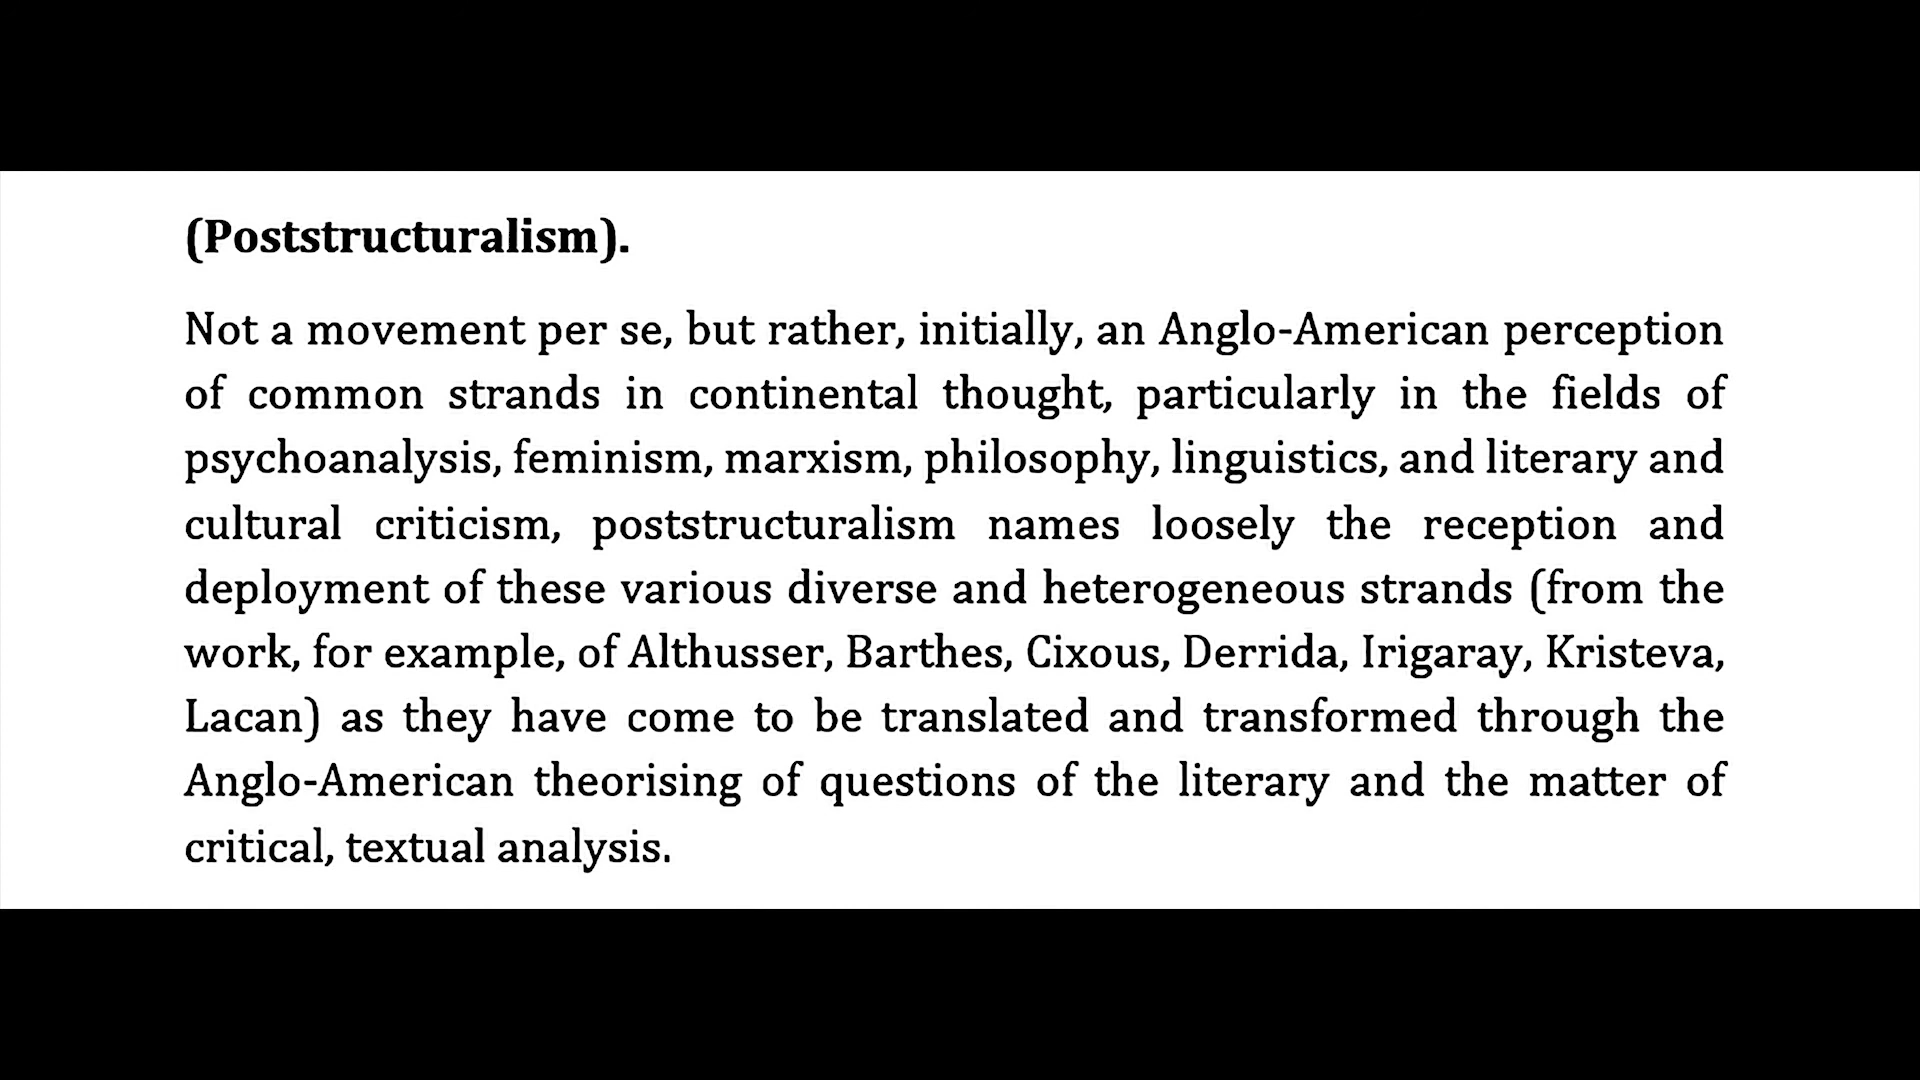 (Poststructuralism).
Not a movement per se, but rather, initially, an Anglo-American perception
of common strands in continental thought, particularly in the fields of
psychoanalysis, feminism, marxism, philosophy, linguistics, and literary and
cultural criticism, poststructuralism names loosely the reception and
deployment of these various diverse and heterogeneous strands (from the
work, for example, of Althusser, Barthes, Cixous, Derrida, Irigaray, Kristeva,
Lacan) as they have come to be translated and transformed through the
Anglo-American theorising of questions of the literary and the matter of
critical, textual analysis.